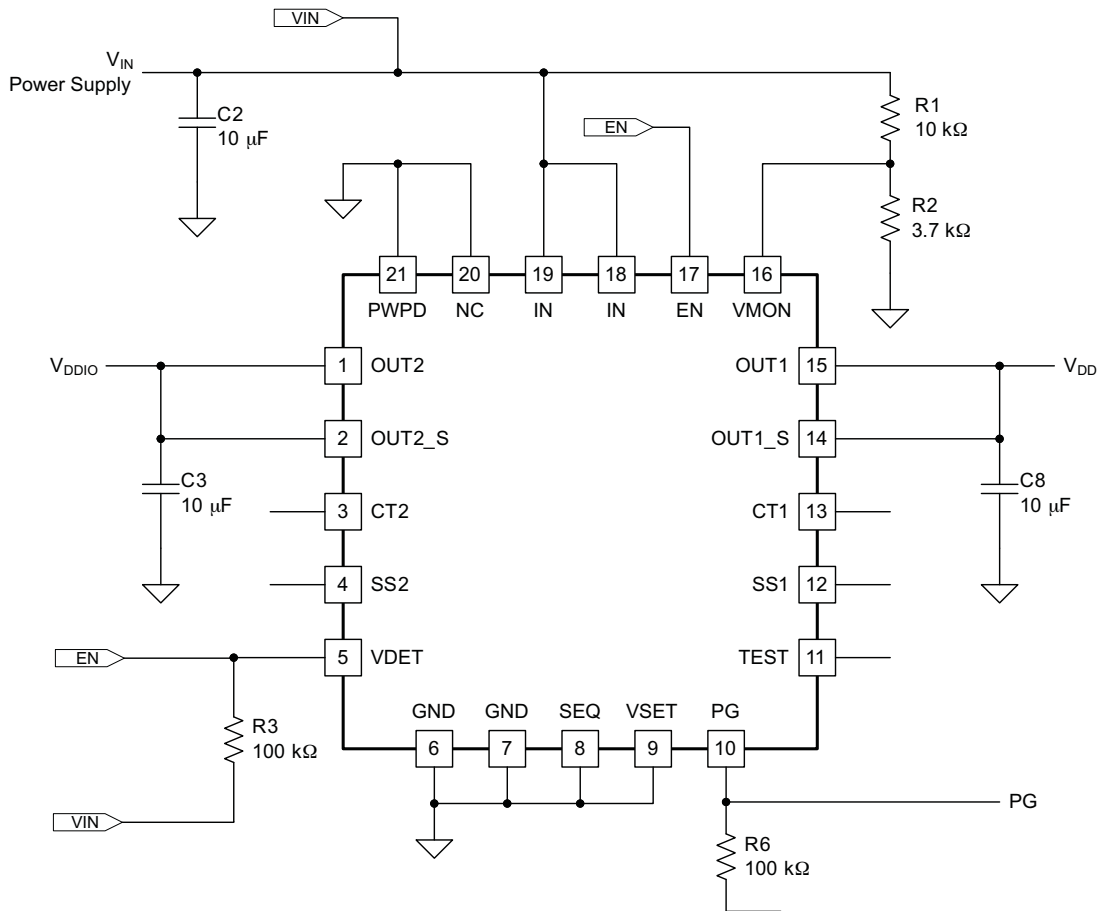 VIN
V_IN
Power Supply
C2
10 μF
EN
R1
10 kΩ
R2
3.7 kΩ
21
20
19
18
17
16
PWPD
NC
IN
IN
EN
VMON
V_DDIO
1
OUT2
OUT1
15
V_DD
2
OUT2_S
OUT1_S
14
C3
10 μF
C8
10 μF
3
CT2
CT1
13
4
SS2
SS1
12
EN
5
VDET
TEST
11
R3
100 kΩ
GND
GND
SEQ
VSET
PG
6
7
8
9
10
VIN
PG
R6
100 kΩ